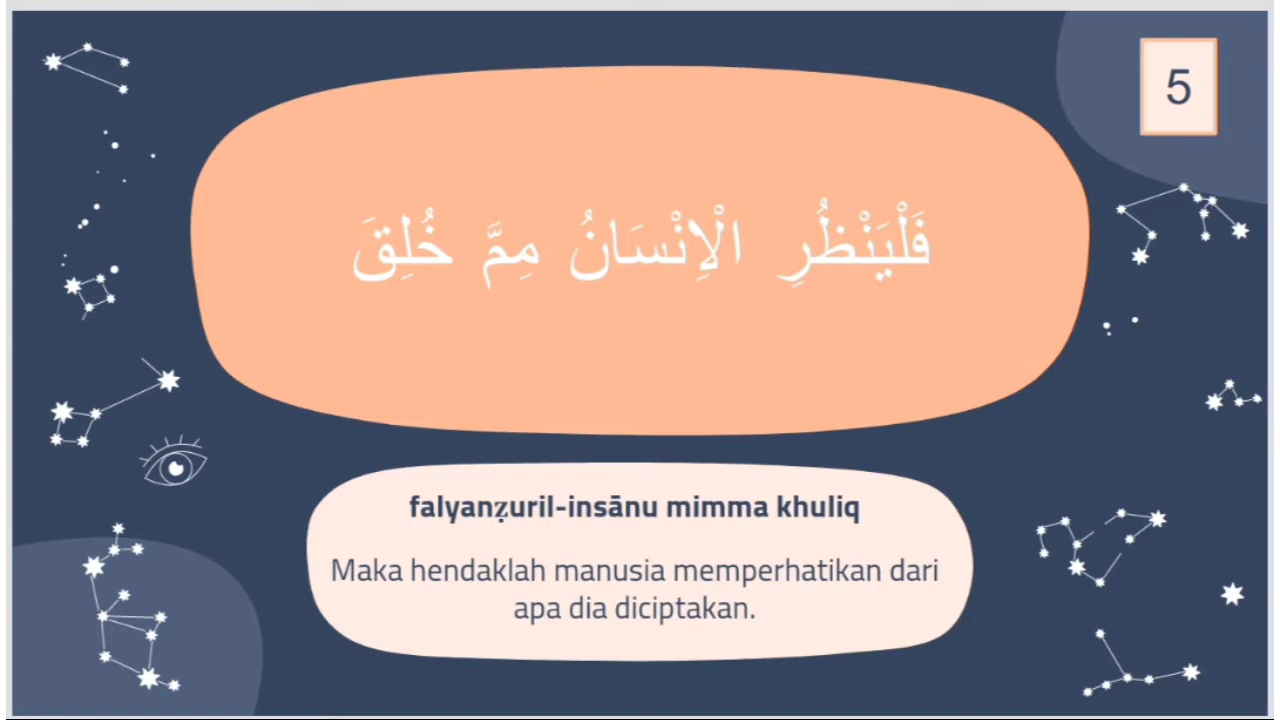 5
فَلْيَنْظُرِ الْاِنْسَانُ مِمَّ خُلِقَ
falyanẓuril-insānu mimma khuliq
Maka hendaklah manusia memperhatikan dari
apa dia diciptakan.